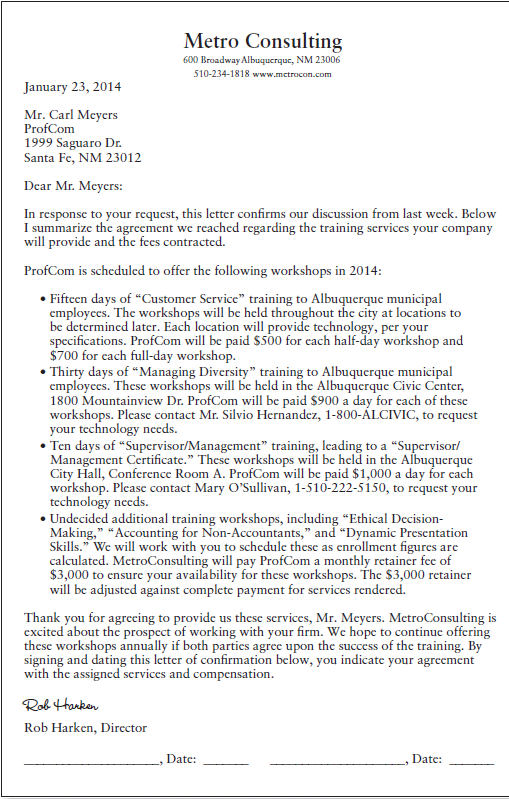 Metro Consulting
600 Broadway Albuquerque, NM 23006
510-234-1818 www.metrocon.com
January 23, 2014
Mr. Carl Meyers
ProfCom
1999 Saguaro Dr.
Santa Fe, NM 23012
Dear Mr. Meyers:
In response to your request, this letter confirms our discussion from last week. Below
I summarize the agreement we reached regarding the training services your company
will provide and the fees contracted.
ProfCom is scheduled to offer the following workshops in 2014:
• Fifteen days of “Customer Service” training to Albuquerque municipal
employees. The workshops will be held throughout the city at locations to
be determined later. Each location will provide technology, per your
specifications. ProfCom will be paid $500 for each half-day workshop and
$700 for each full-day workshop.
• Thirty days of “Managing Diversity” training to Albuquerque municipal
employees. These workshops will be held in the Albuquerque Civic Center,
1800 Mountainview Dr. ProfCom will be paid $900 a day for each of these
workshops. Please contact Mr. Silvio Hernandez, 1-800-ALCIVIC, to request
your technology needs.
• Ten days of “Supervisor/Management” training, leading to a “Supervisor/
Management Certificate.” These workshops will be held in the Albuquerque
City Hall, Conference Room A. ProfCom will be paid $1,000 a day for each
workshop. Please contact Mary O’Sullivan, 1-510-222-5150, to request your
technology needs.
• Undecided additional training workshops, including “Ethical Decision-
Making,” “Accounting for Non-Accountants,” and “Dynamic Presentation
Skills.” We will work with you to schedule these as enrollment figures are
calculated. MetroConsulting will pay ProfCom a monthly retainer fee of
$3,000 to ensure your availability for these workshops. The $3,000 retainer
will be adjusted against complete payment for services rendered.
Thank you for agreeing to provide us these services, Mr. Meyers. MetroConsulting is
excited about the prospect of working with your firm. We hope to continue offering
these workshops annually if both parties agree upon the success of the training. By
signing and dating this letter of confirmation below, you indicate your agreement
with the assigned services and compensation.
Rob Harken
Rob Harken, Director
____________________, Date: _______ ____________________, Date: _______